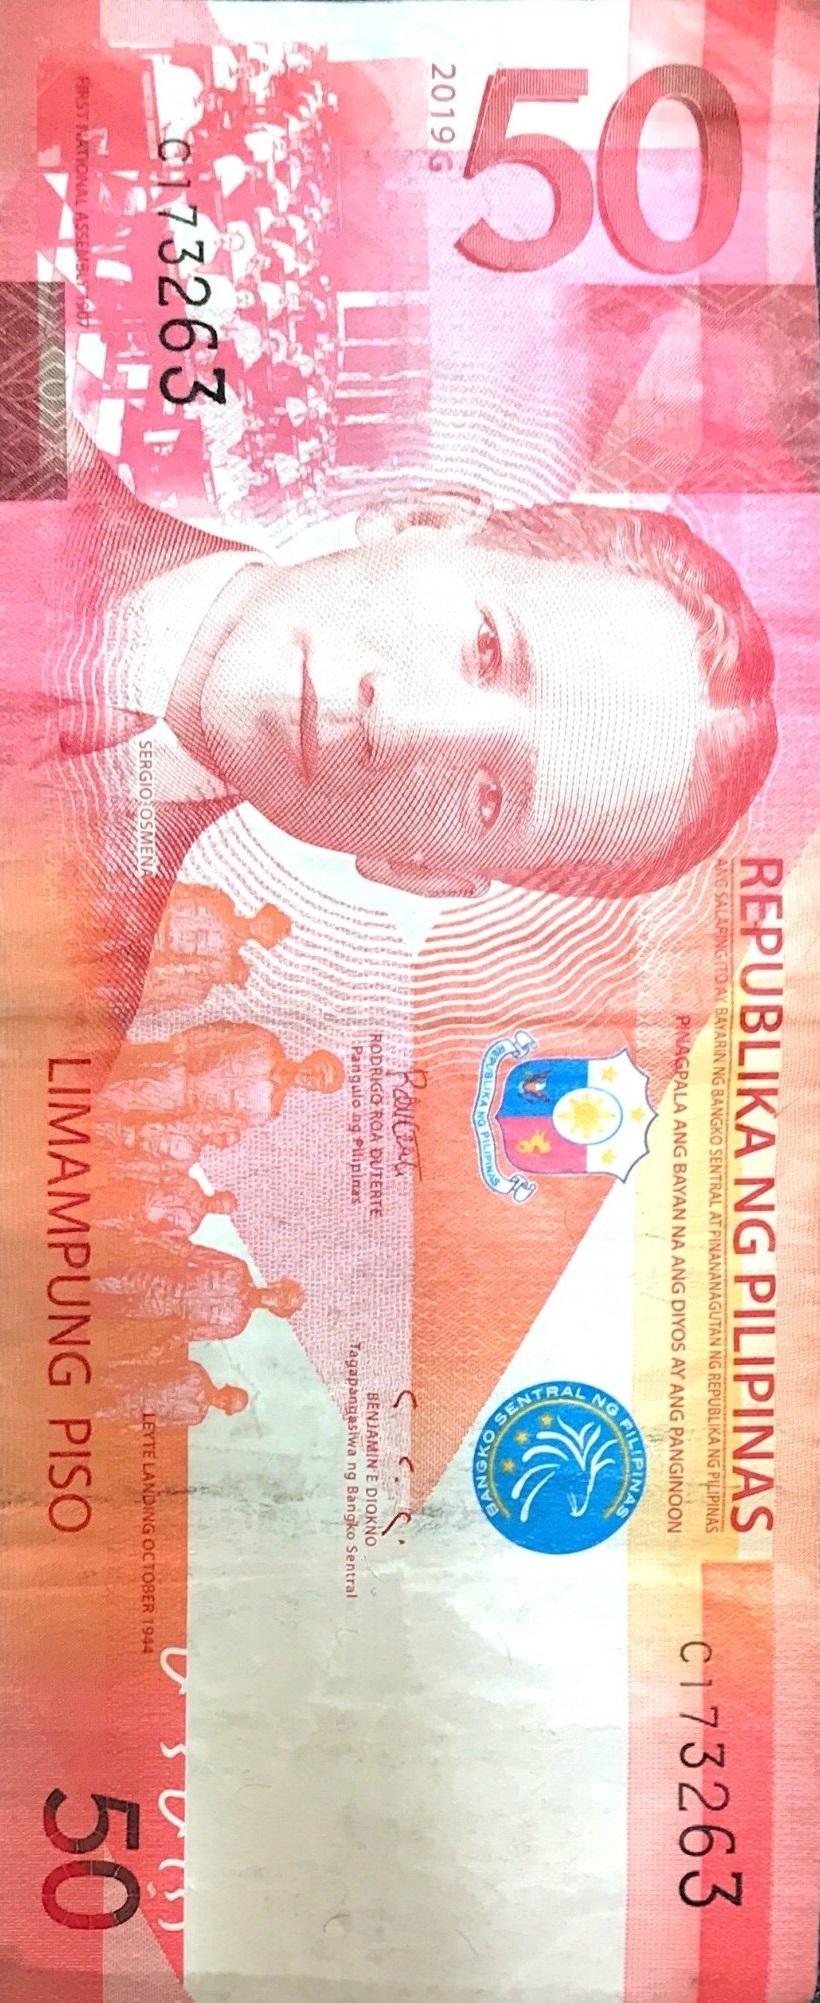 50
2019 G
C173263
FIRST NATIONAL ASSEMBLY 1907
SERGIO OSMEÑA
REPUBLIKA NG PILIPINAS
ANG SALAPING ITO AY BAYARIN NG BANGKO SENTRAL AT PINANANAGUTAN NG REPUBLIKA NG PILIPINAS
PINAGPALA ANG BAYAN NA ANG DIYOS AY ANG PANGINOON
REPUBLIKA NG PILIPINAS
BANGKO SENTRAL NG PILIPINAS
RODRIGO ROA DUTERTE
Pangulo ng Pilipinas
BENJAMIN E DIOKNO
Tagapangasiwa ng Bangko Sentral
LEYTE LANDING OCTOBER 1944
LIMAMPUNG PISO
C173263
50